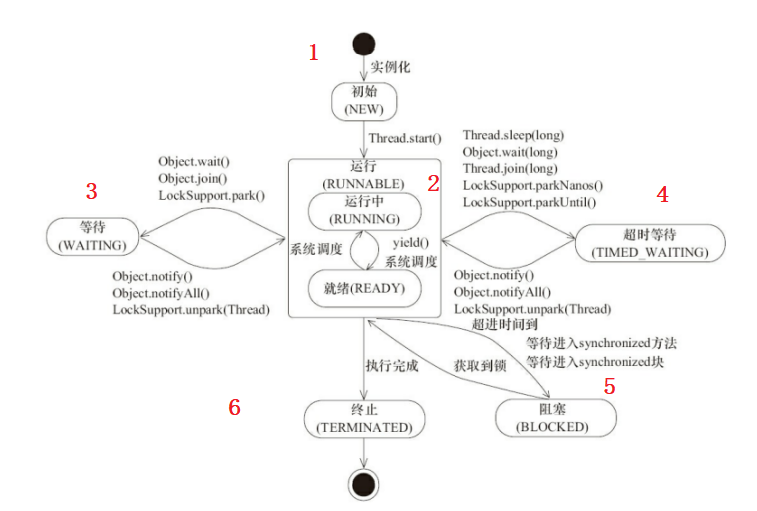 1
实例化
初始
(NEW)
Thread.start()
Object.wait()
Object.join()
LockSupport.park()
3
等待
(WAITING)
Object.notify()
Object.notifyAll()
LockSupport.unpark(Thread)
运行
(RUNNABLE)
2
运行中
(RUNNING)
系统调度
yield()
系统调度
就绪(READY)
Thread.sleep(long)
Object.wait(long)
Thread.join(long)
LockSupport.parkNanos()
LockSupport.parkUntil()
4
超时等待
(TIMED_WAITING)
Object.notify()
Object.notifyAll()
LockSupport.unpark(Thread)
超进时间到
等待进入synchronized方法
等待进入synchronized块
获取到锁
5
阻塞
(BLOCKED)
执行完成
6
终止
(TERMINATED)